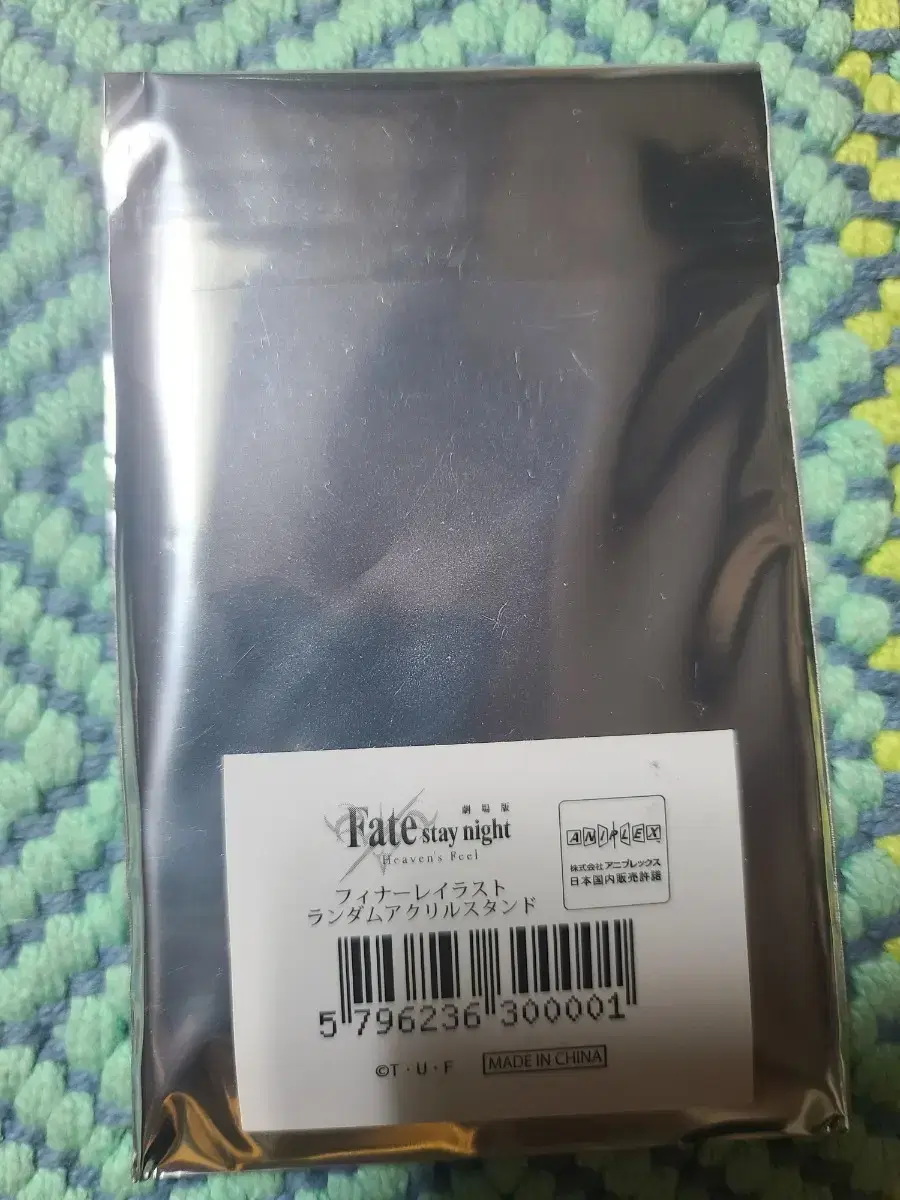 劇場版
Fate stay night
Heaven's Feel
ANIPLEX
株式会社アニプレックス
日本国内販売許諾
フィナーレイラスト
ランダムアクリルスタンド
5 796236 300001
©T・U・F
MADE IN CHINA